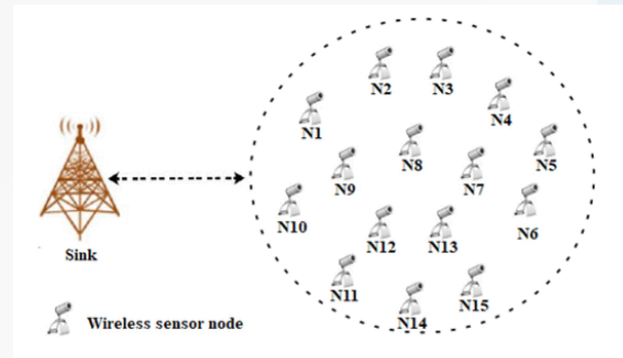 N2 N3
N4
N1
N8 N5
N9 N7
N10 N6
N12 N13
Sink
N11
N15
N14
Wireless sensor node